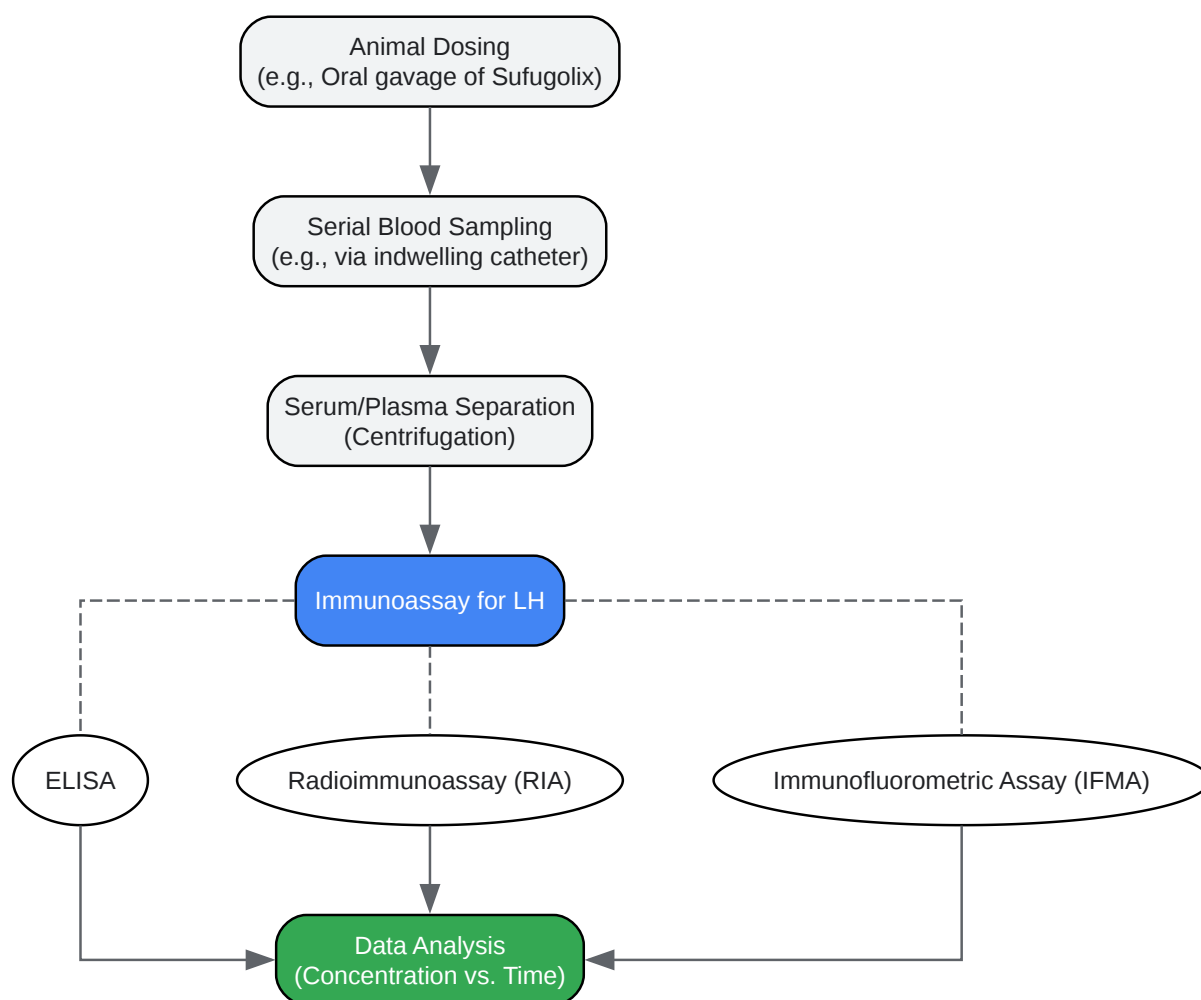 Animal Dosing
(e.g., Oral gavage of Sufugolix)
Serial Blood Sampling
(e.g., via indwelling catheter)
Serum/Plasma Separation
(Centrifugation)
Immunoassay for LH
ELISA
Radioimmunoassay (RIA)
Immunofluorometric Assay (IFMA)
Data Analysis
(Concentration vs. Time)